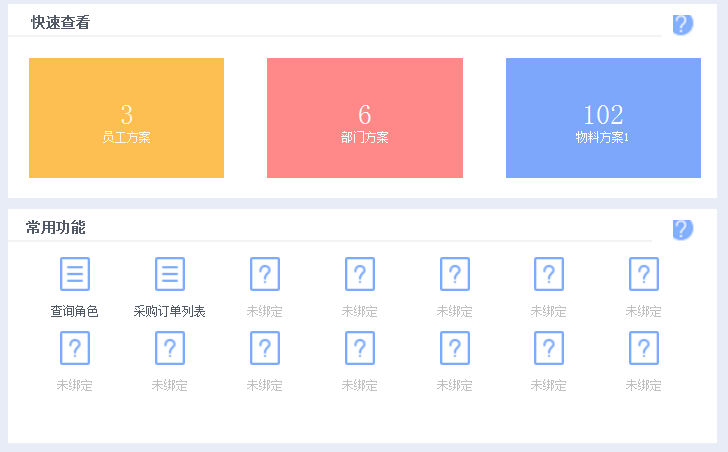 快速查看
3
员工方案
6
部门方案
102
物料方案1
常用功能
查询角色 采购订单列表 未绑定 未绑定 未绑定 未绑定 未绑定
未绑定 未绑定 未绑定 未绑定 未绑定 未绑定 未绑定